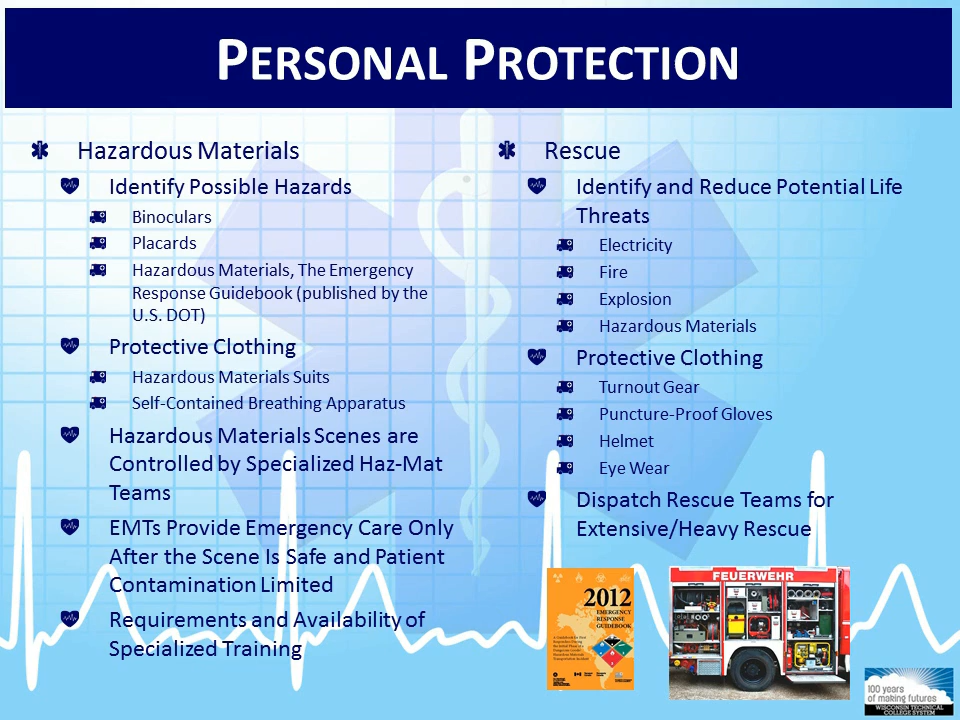 PERSONAL PROTECTION
Hazardous Materials
Identify Possible Hazards
Binoculars
Placards
Hazardous Materials, The Emergency
Response Guidebook (published by the
U.S. DOT)
Protective Clothing
Hazardous Materials Suits
Self-Contained Breathing Apparatus
Hazardous Materials Scenes are
Controlled by Specialized Haz-Mat
Teams
EMTs Provide Emergency Care Only
After the Scene Is Safe and Patient
Contamination Limited
Requirements and Availability of
Specialized Training
Rescue
Identify and Reduce Potential Life
Threats
Electricity
Fire
Explosion
Hazardous Materials
Protective Clothing
Turnout Gear
Puncture-Proof Gloves
Helmet
Eye Wear
Dispatch Rescue Teams for
Extensive/Heavy Rescue
2012
EMERGENCY
RESPONSE
GUIDEBOOK
FEUERWEHR
100 years
of making futures
WISCONSIN TECHNICAL
COLLEGE SYSTEM